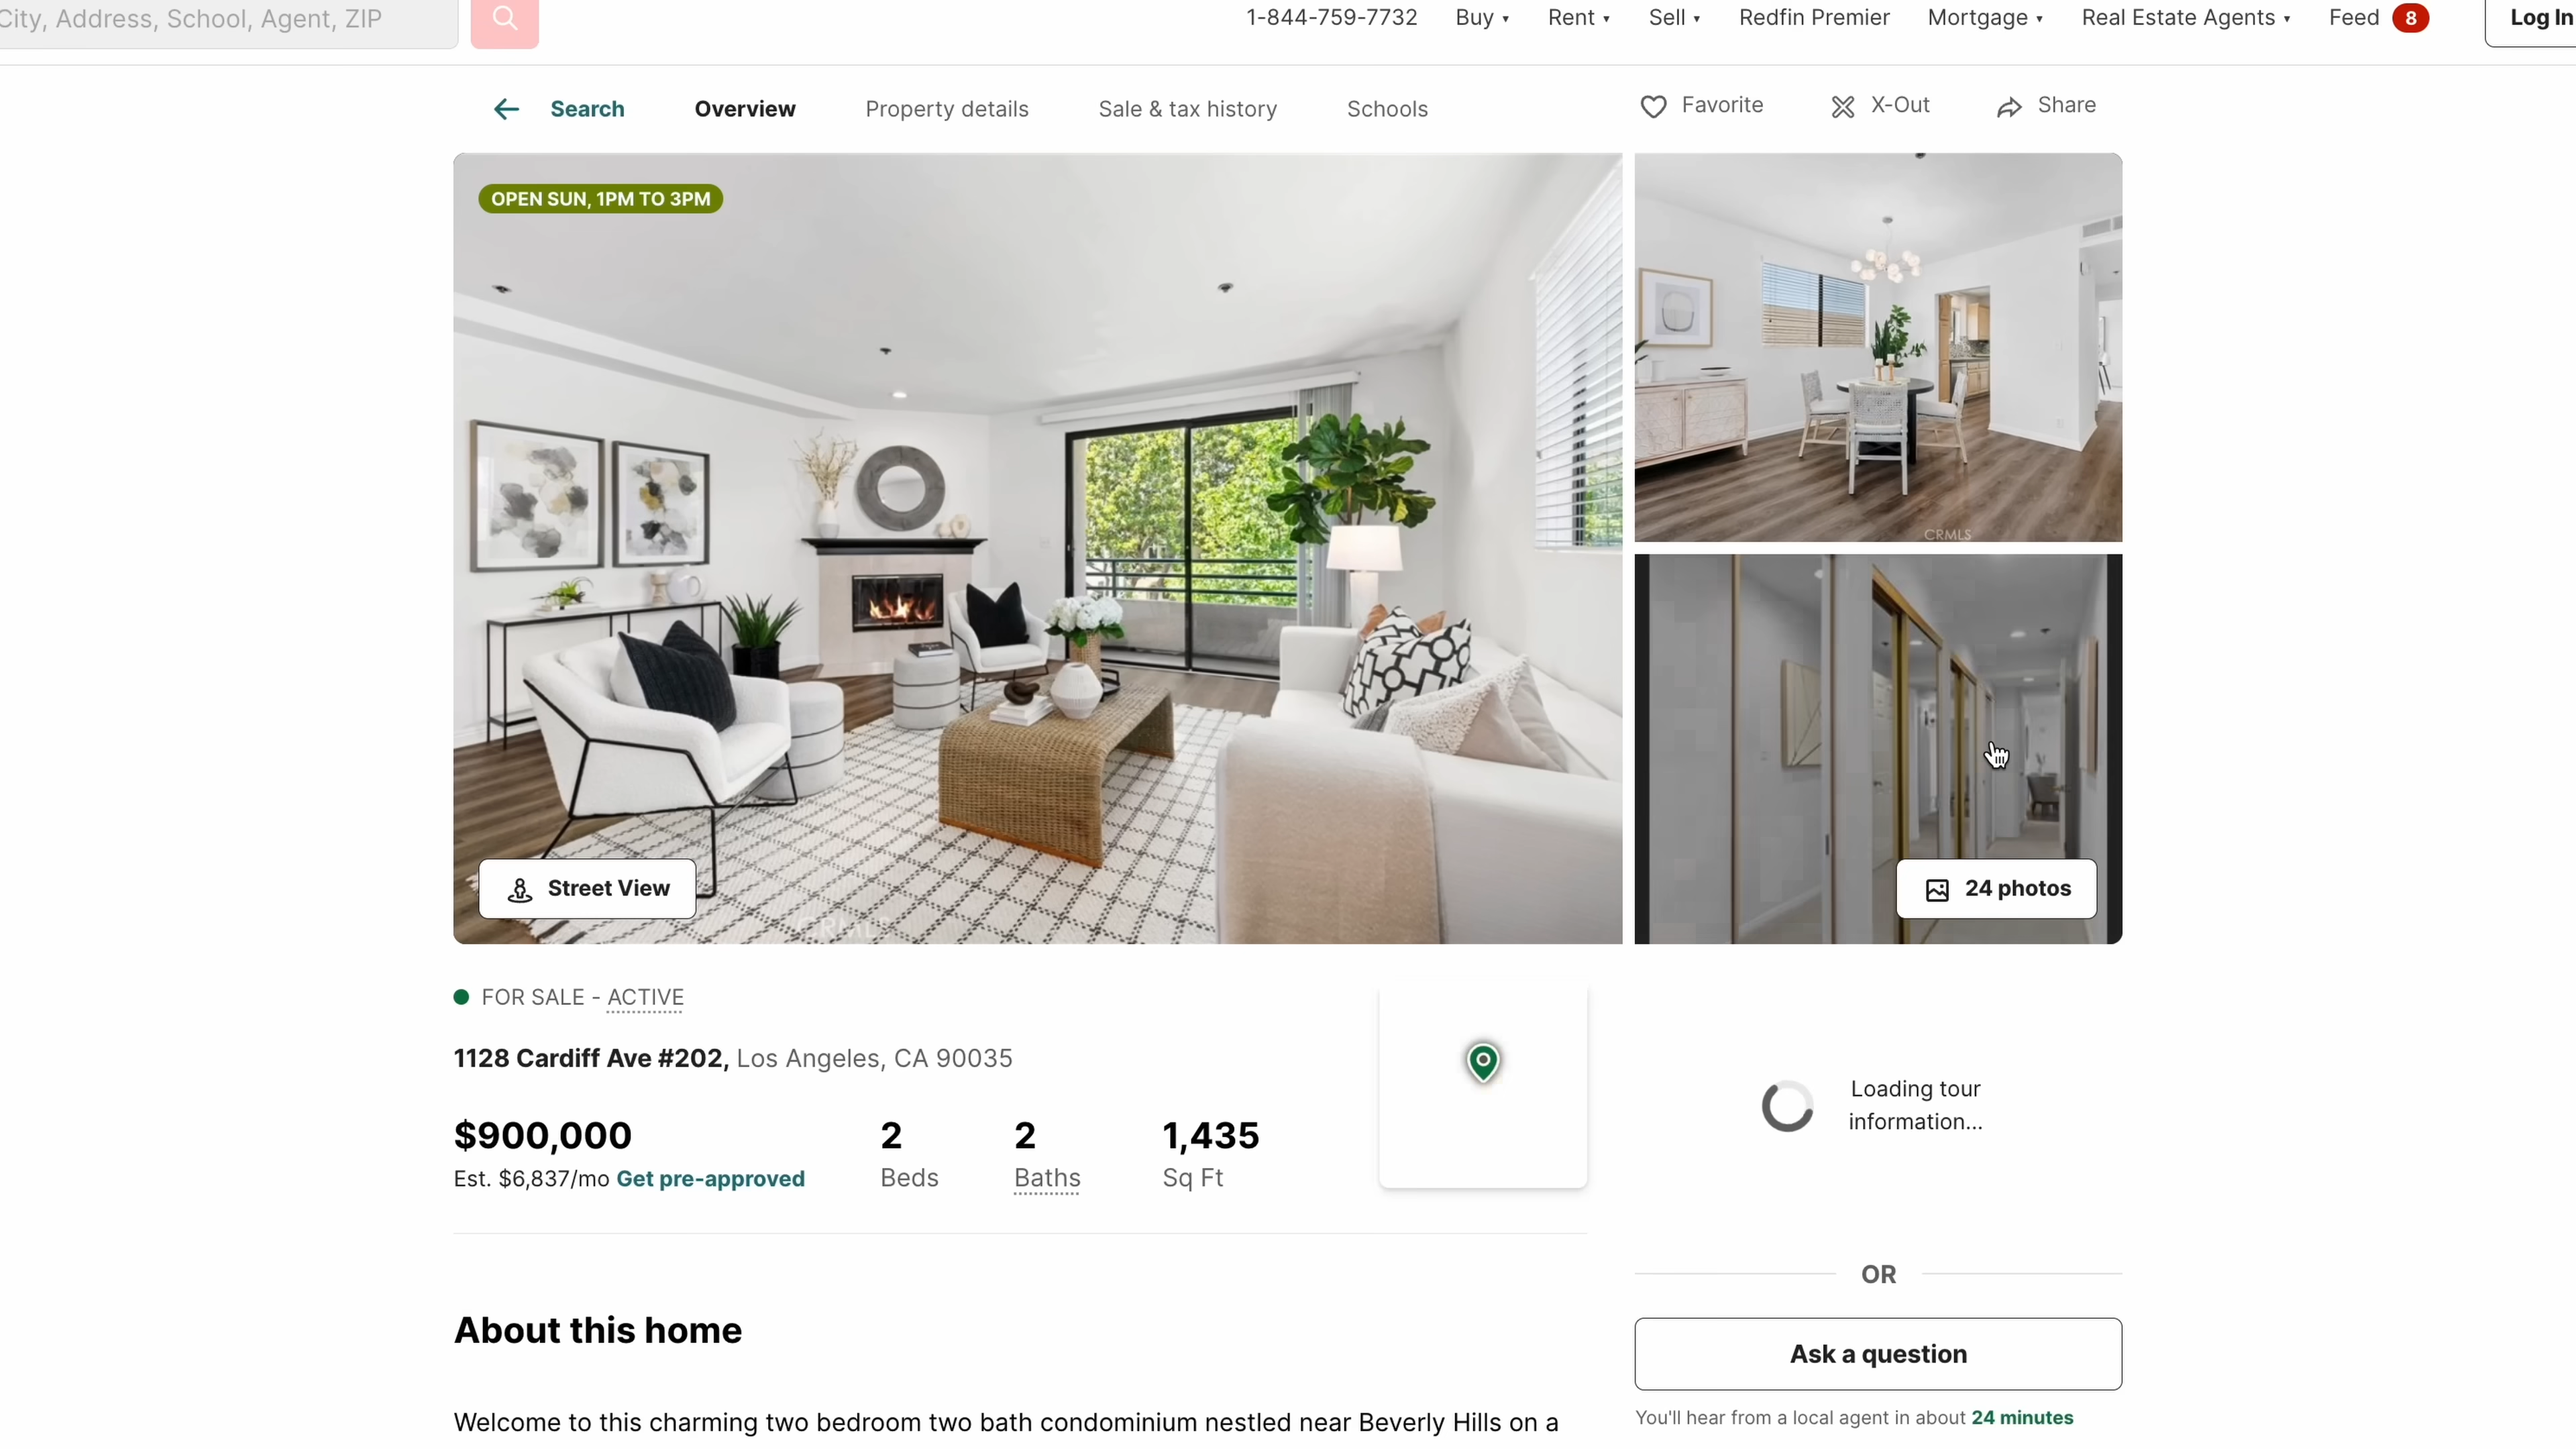 City, Address, School, Agent, ZIP
1-844-759-7732 Buy Rent Sell Redfin Premier Mortgage Real Estate Agents Feed 8 Log In
Search Overview Property details Sale & tax history Schools Favorite X-Out Share
OPEN SUN, 1PM TO 3PM
CRMLS
Street View
24 photos
CRMLS
FOR SALE - ACTIVE
1128 Cardiff Ave #202, Los Angeles, CA 90035
$900,000
Est. $6,837/mo Get pre-approved
2
Beds
2
Baths
1,435
Sq Ft
Loading tour
information...
OR
Ask a question
You'll hear from a local agent in about 24 minutes
About this home
Welcome to this charming two bedroom two bath condominium nestled near Beverly Hills on a